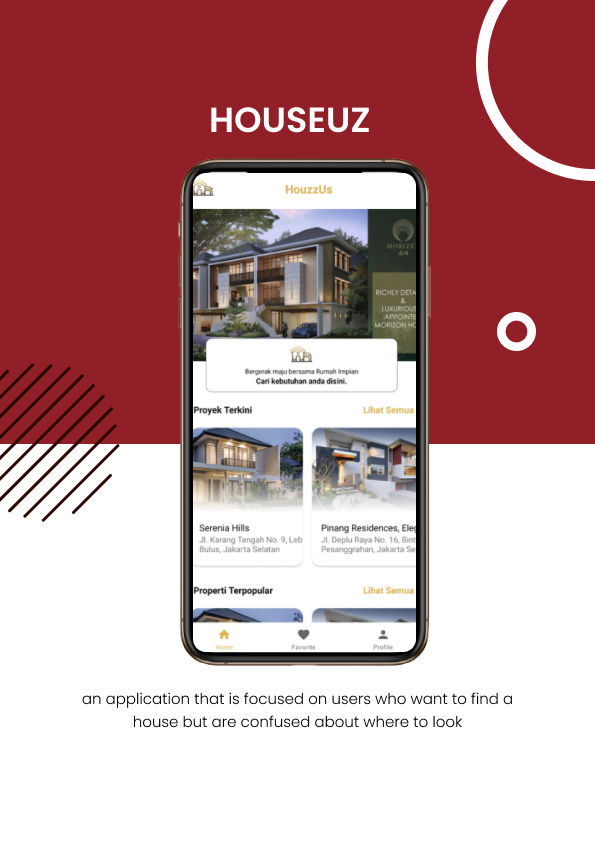 HOUSEUZ
HouzzUs
MORIZE
RICHLY DETA
&
LUXURIOUS
APPOINTE
MORIZON HO
Bergerak maju bersama Rumah Impian
Cari kebutuhan anda disini.
Proyek Terkini Lihat Semua
Serenia Hills
Jl. Karang Tengah No. 9, Leb
Bulus, Jakarta Selatan
Pinang Residences, Eleg
Jl. Deplu Raya No. 16, Bint
Pesanggrahan, Jakarta Se
Properti Terpopular Lihat Semua
Home Favorite Profile
an application that is focused on users who want to find a
house but are confused about where to look